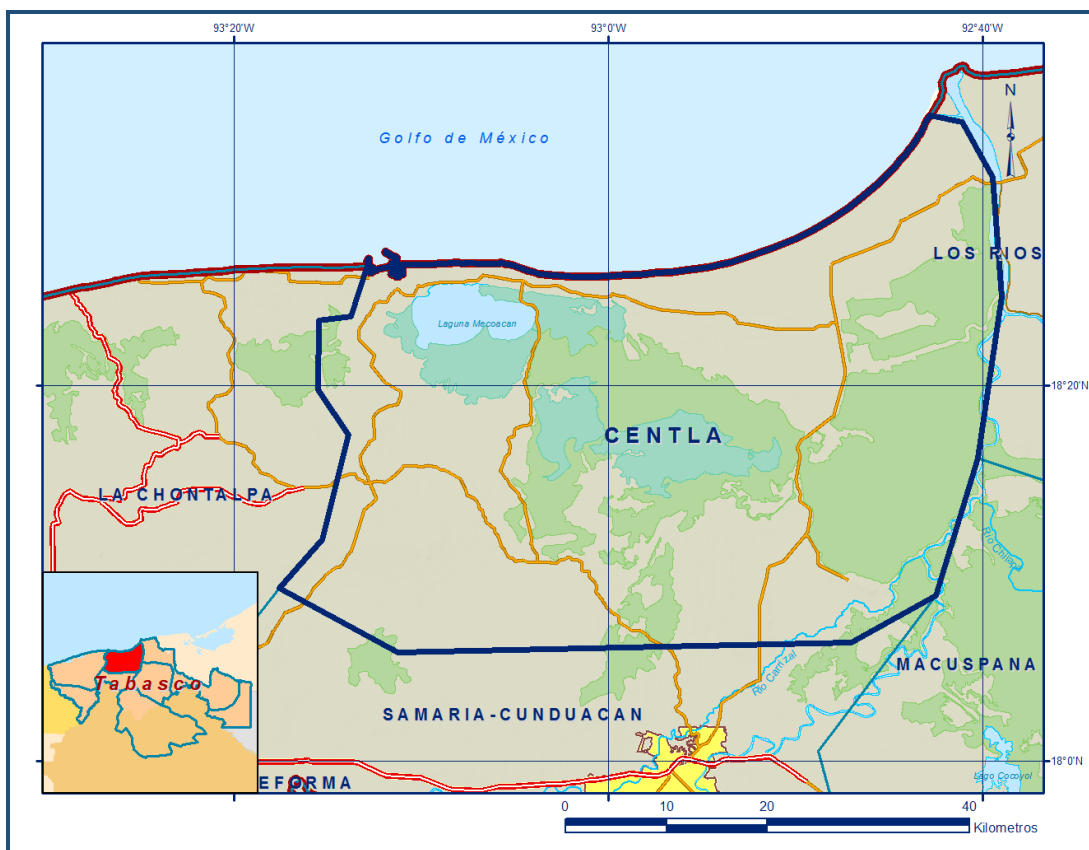 93°20'W
93°0'W
92°40'W
N
Golfo de México
LOS RIOS
Laguna Mecoacan
18°20'N
CENTLA
LA CHONTALPA
Río Chilapa
MACUSPANA
Río Carrizal
Tabasco
SAMARIA-CUNDUACAN
18°0'N
EFORMA
Lago Cocoyol
0
10
20
40
Kilometros